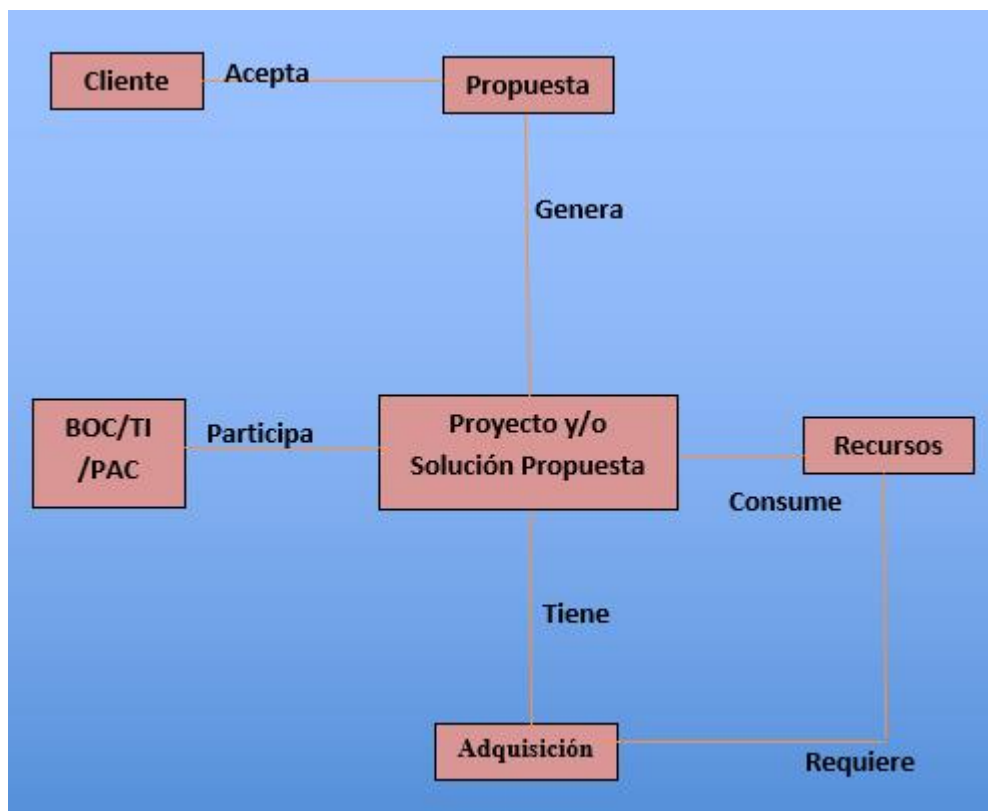 Cliente
Acepta
Propuesta
Genera
BOC/TI
/PAC
Participa
Proyecto y/o
Solución Propuesta
Recursos
Consume
Tiene
Adquisición
Requiere